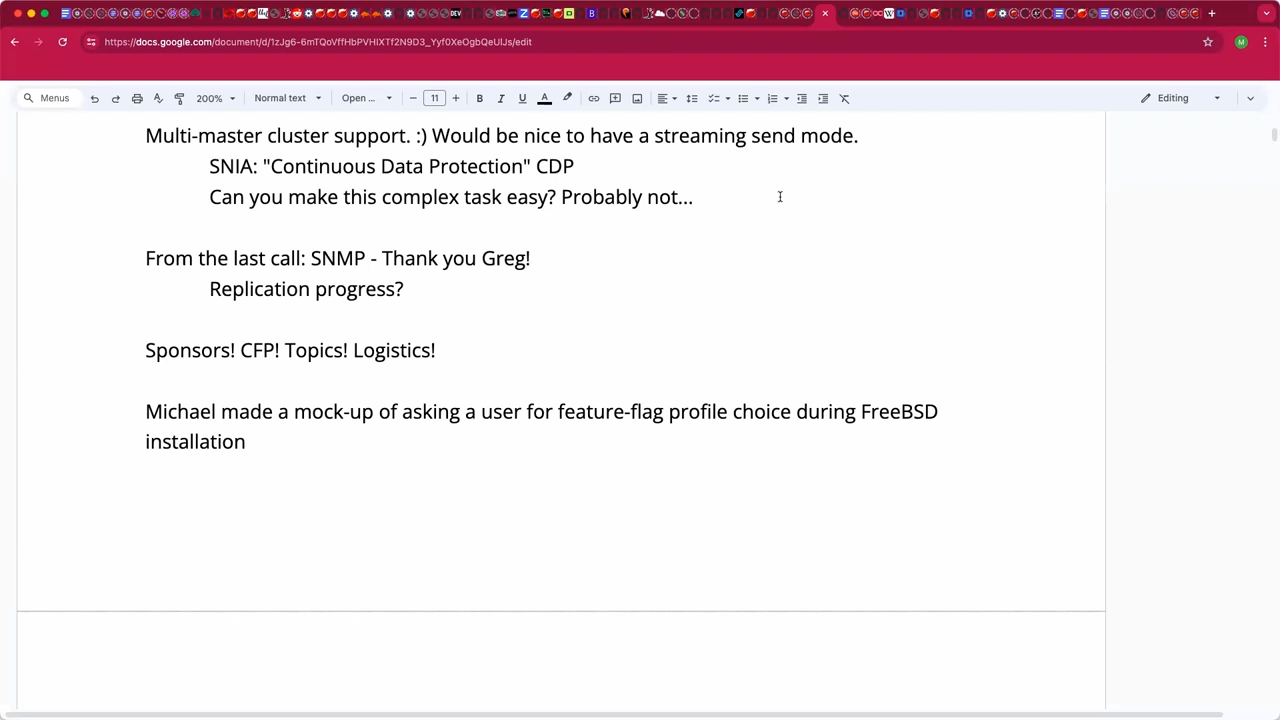 https://docs.google.com/document/d/1zJg6-6mTQoVffHbPVHIXTf2N9D3_Yyf0XeOgbQeUlJs/edit
M
Menus
200%
Normal text
Open ...
11
B
I
U
A
Editing
Multi-master cluster support. :) Would be nice to have a streaming send mode.
SNIA: "Continuous Data Protection" CDP
Can you make this complex task easy? Probably not...
From the last call: SNMP - Thank you Greg!
Replication progress?
Sponsors! CFP! Topics! Logistics!
Michael made a mock-up of asking a user for feature-flag profile choice during FreeBSD
installation